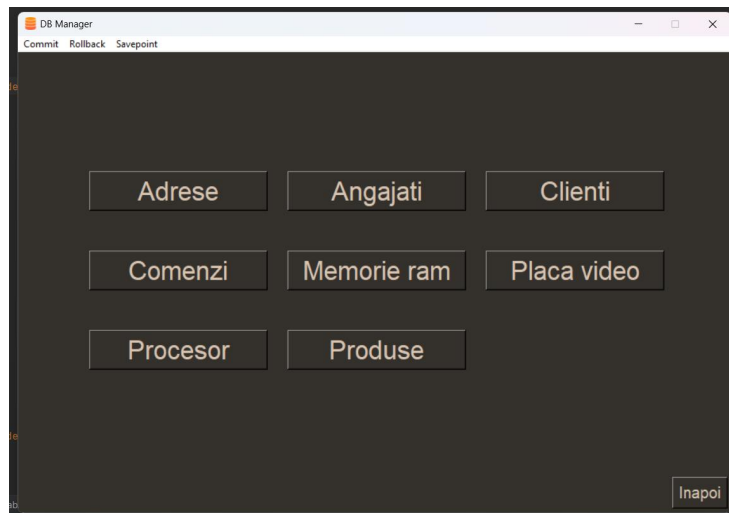 DB Manager
Commit Rollback Savepoint
Adrese Angajati Clienti
Comenzi Memorie ram Placa video
Procesor Produse
Inapoi